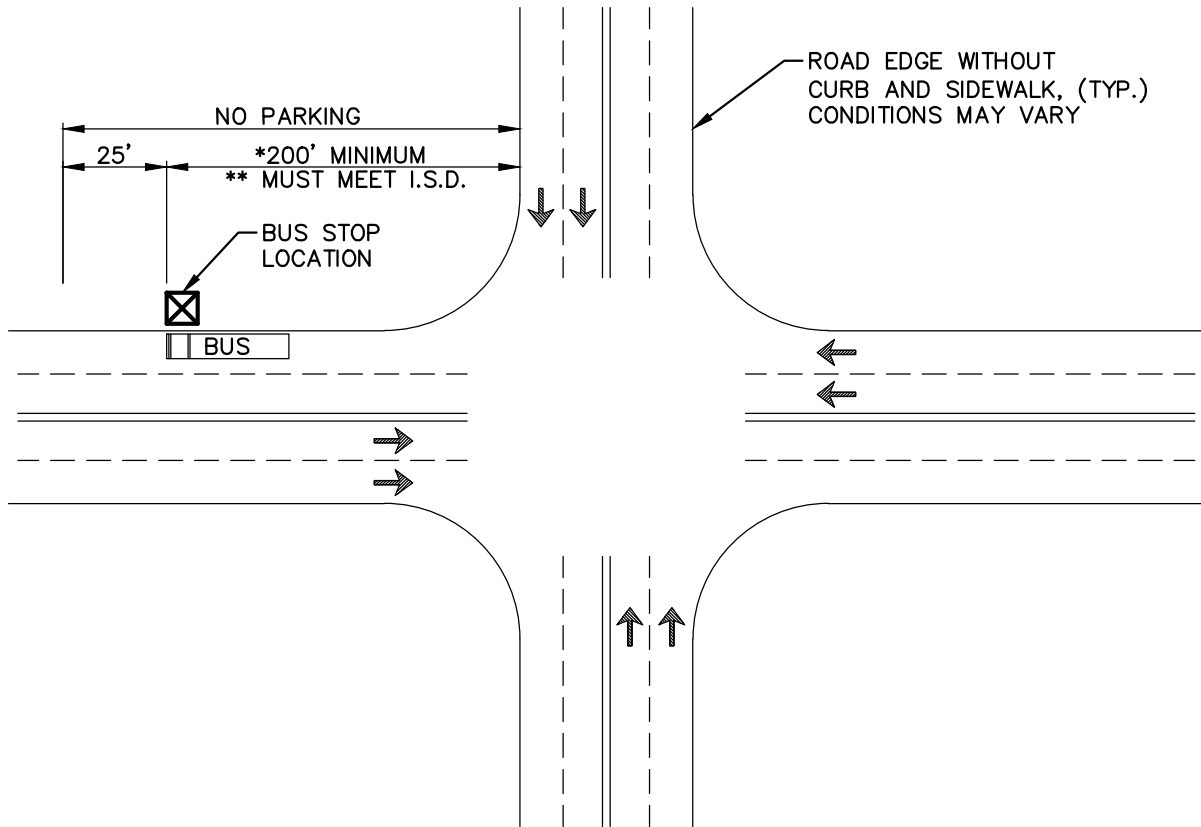 ROAD EDGE WITHOUT
CURB AND SIDEWALK, (TYP.)
CONDITIONS MAY VARY
NO PARKING
25'
*200' MINIMUM
** MUST MEET I.S.D.
BUS STOP
LOCATION
BUS